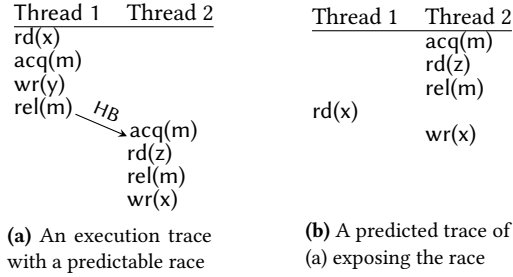 Thread 1 Thread 2
rd(x)
acq(m)
wr(y)
rel(m)
HB
acq(m)
rd(z)
rel(m)
wr(x)
(a) An execution trace
with a predictable race
Thread 1 Thread 2
acq(m)
rd(z)
rel(m)
rd(x)
wr(x)
(b) A predicted trace of
(a) exposing the race